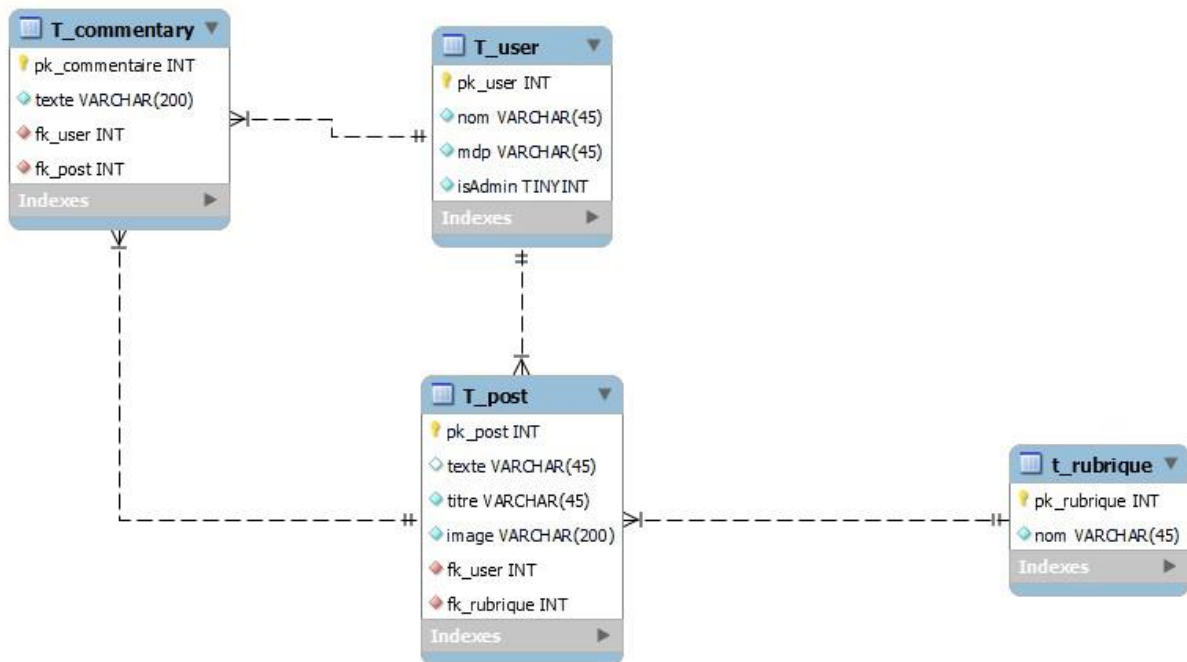 T_commentary
pk_commentaire INT
texte VARCHAR(200)
fk_user INT
fk_post INT
Indexes
T_user
pk_user INT
nom VARCHAR(45)
mdp VARCHAR(45)
isAdmin TINYINT
Indexes
T_post
pk_post INT
texte VARCHAR(45)
titre VARCHAR(45)
image VARCHAR(200)
fk_user INT
fk_rubrique INT
Indexes
t_rubrique
pk_rubrique INT
nom VARCHAR(45)
Indexes